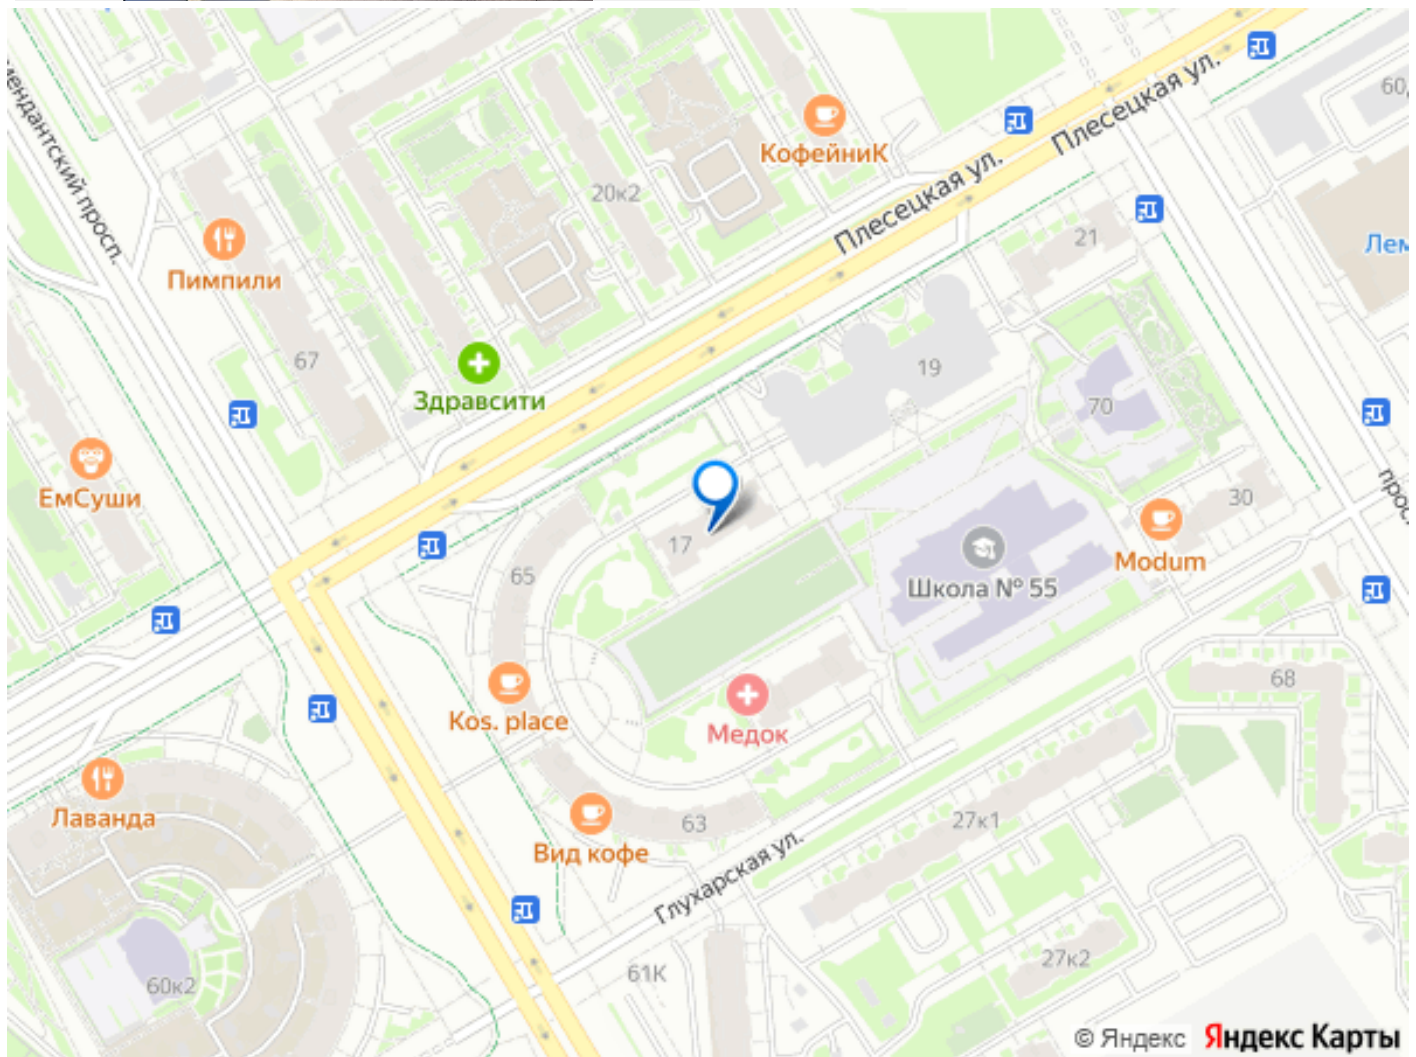 60
Плесецкая ул.
КофейниК
Плесецкая ул.
20к2
мендантский просп.
21
Лем
Пимпили
67
19
Здравсити
70
ЕмСуши
30
17
Modum
65
Школа № 55
68
Kos. place
Медок
Лаванда
63
27к1
Вид кофе
Глухарская ул.
27к2
61К
60к2
© Яндекс Яндекс Карты